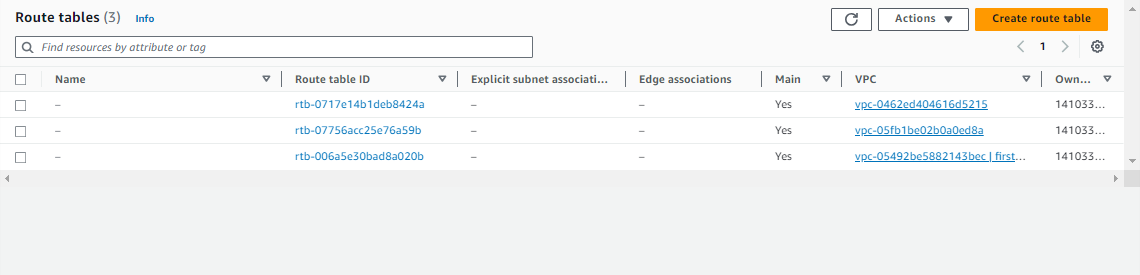 Route tables (3) Info Actions Create route table
Find resources by attribute or tag 1
Name Route table ID Explicit subnet associati... Edge associations Main VPC Own...
– rtb-0717e14b1deb8424a – – Yes vpc-0462ed404616d5215 141033...
– rtb-07756acc25e76a59b – – Yes vpc-05fb1be02b0a0ed8a 141033...
– rtb-006a5e30bad8a020b – – Yes vpc-05492be5882143bec | first... 141033...